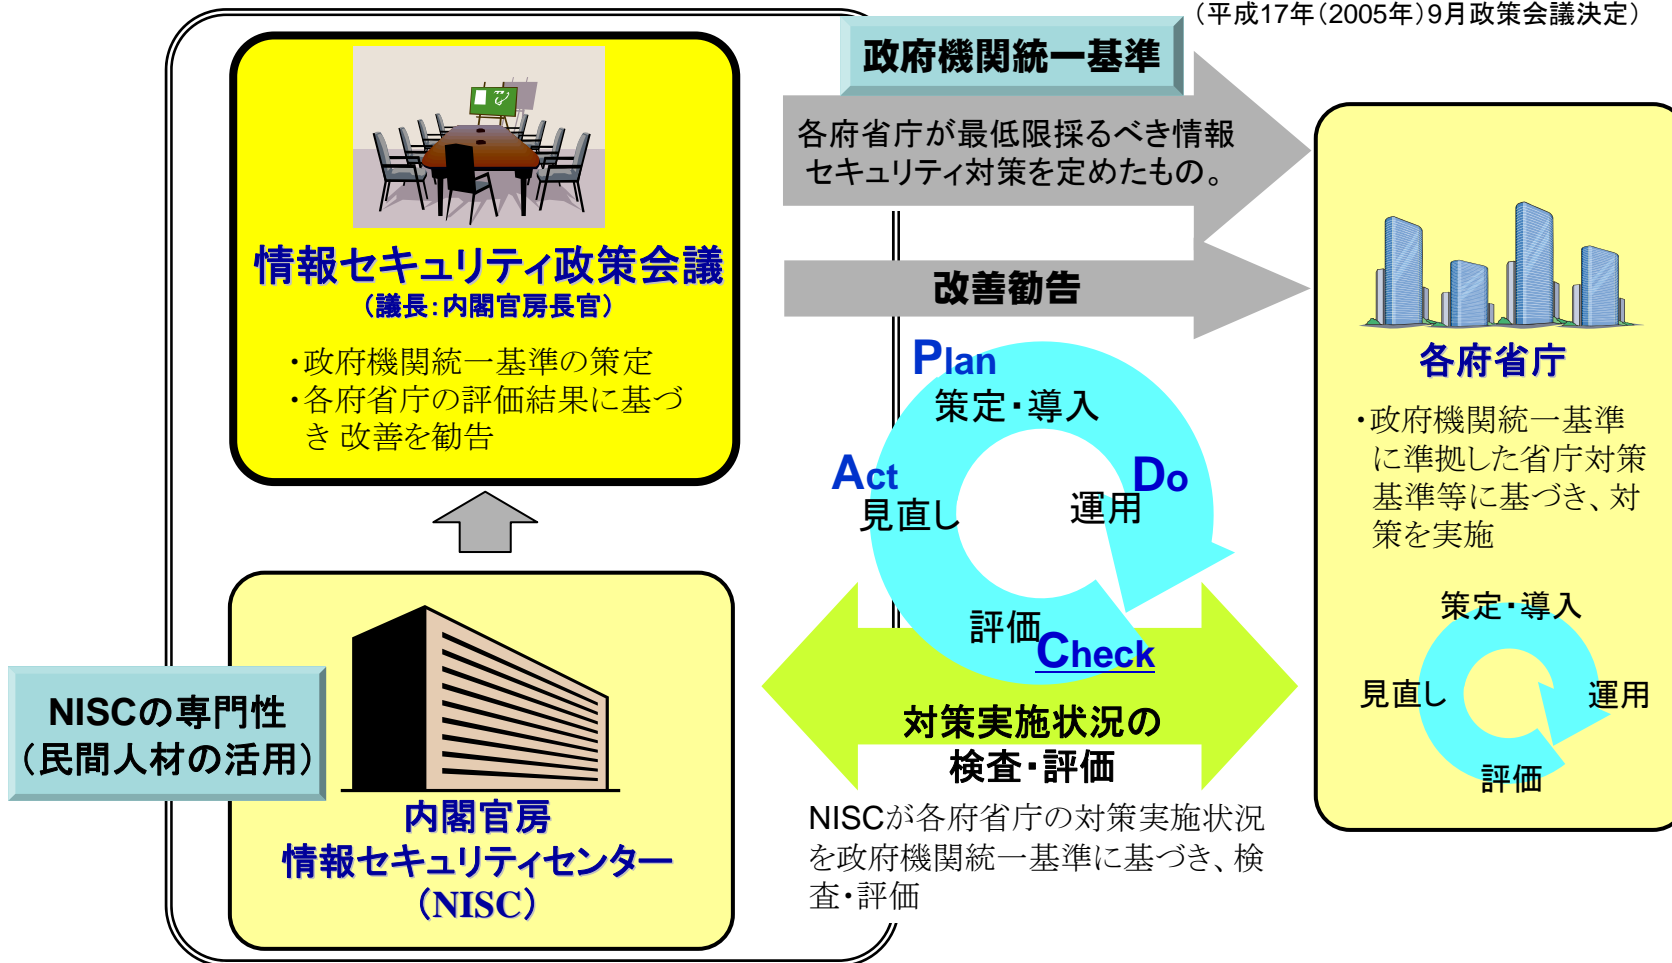 (平成17年(2005年)9月政策会議決定)
政府機関統一基準
各府省庁が最低限採るべき情報
セキュリティ対策を定めたもの。
改善勧告
情報セキュリティ政策会議
(議長:内閣官房長官)
・政府機関統一基準の策定
・各府省庁の評価結果に基づ
き 改善を勧告
Plan
策定・導入
Do
運用
Act
見直し
評価
Check
対策実施状況の
検査・評価
NISCが各府省庁の対策実施状況
を政府機関統一基準に基づき、検
査・評価
NISCの専門性
(民間人材の活用)
内閣官房
情報セキュリティセンター
(NISC)
各府省庁
・政府機関統一基準
に準拠した省庁対策
基準等に基づき、対
策を実施
策定・導入
見直し
運用
評価